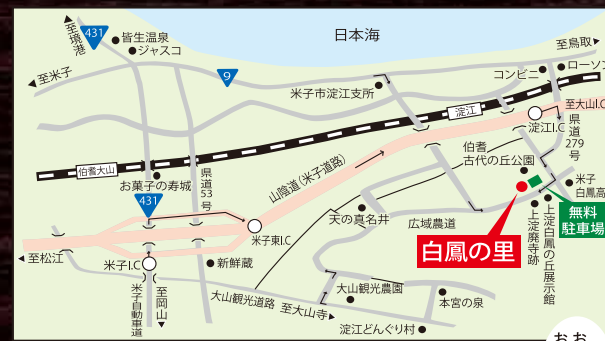 日本海
至境港
431
皆生温泉
ジャスコ
至米子
9
米子市淀江支所
コンビニ
ローソン
至鳥取
淀江
至大山I.C
淀江I.C
県道279号
伯耆大山
お菓子の寿城
県道53号
431
山陰道(米子道路)
伯耆
古代の丘公園
米子
白鳳高
天の真名井
広域農道
上淀廃寺跡
上淀白鳳の丘展示館
無料
駐車場
白鳳の里
米子東I.C
至松江
米子I.C
新鮮蔵
至岡山
米子自動車道
大山観光道路
至大山寺
大山観光農園
本宮の泉
淀江どんぐり村
おお